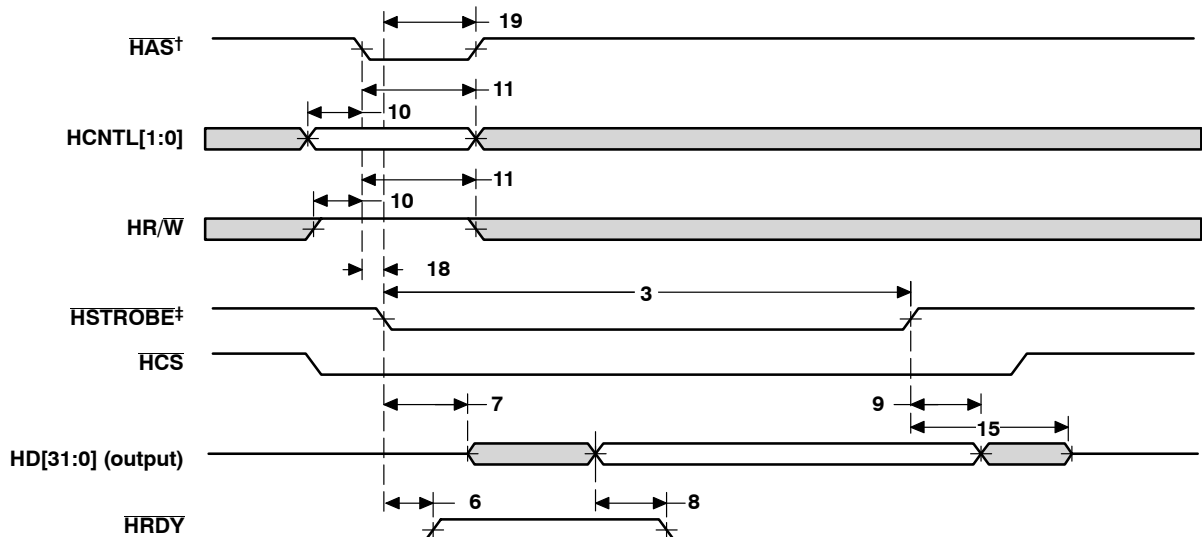 19
HAS†
11
10
HCNTL[1:0]
11
10
HR/W
18
3
HSTROBE‡
HCS
7
9
15
HD[31:0] (output)
6
8
HRDY